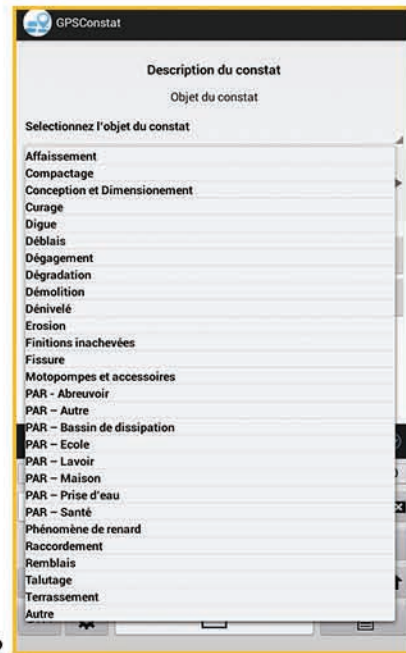 GPSConstat
Description du constat
Objet du constat
Selectionnez l'objet du constat
Affaissement
Compactage
Conception et Dimensionement
Curage
Digue
Déblais
Dégagement
Dégradation
Démolition
Dénivelé
Erosion
Finitions inachevées
Fissure
Motopompes et accessoires
PAR - Abreuvoir
PAR – Autre
PAR – Bassin de dissipation
PAR – Ecole
PAR – Lavoir
PAR – Maison
PAR – Prise d'eau
PAR – Santé
Phénomène de renard
Raccordement
Remblais
Talutage
Terrassement
Autre